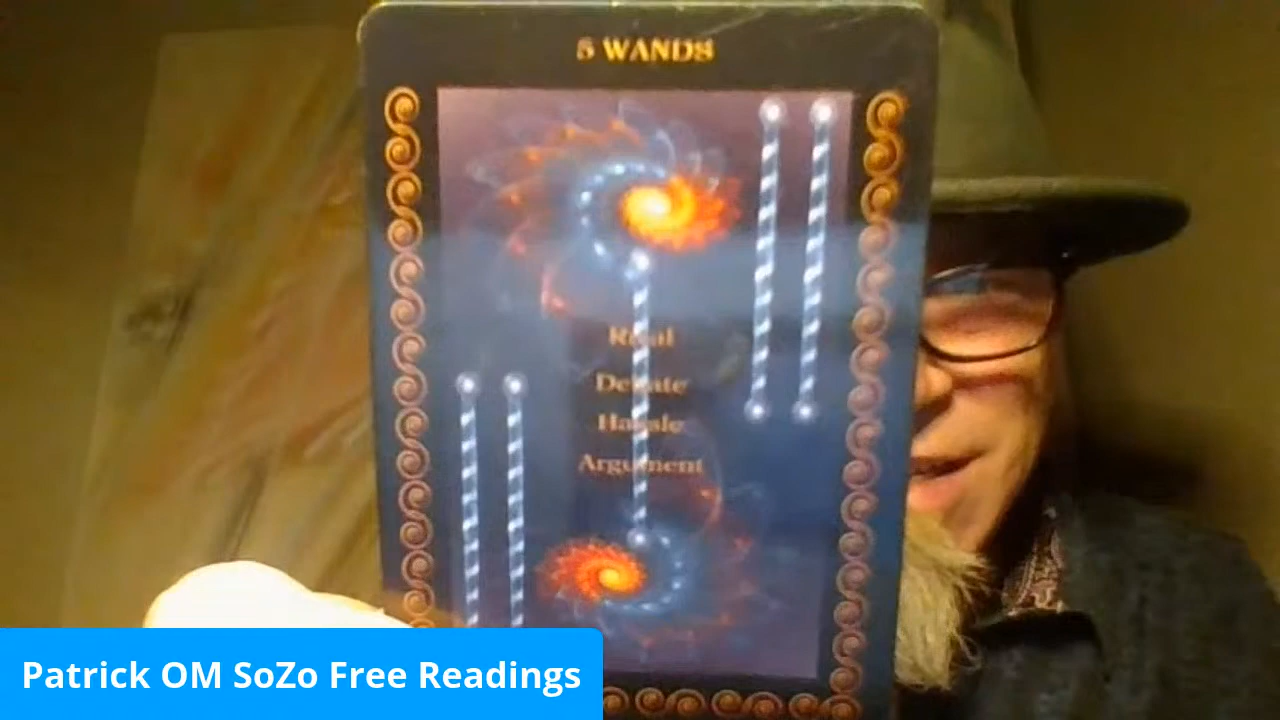 5 WANDS
Rival
Debate
Hassle
Argument
Patrick OM SoZo Free Readings